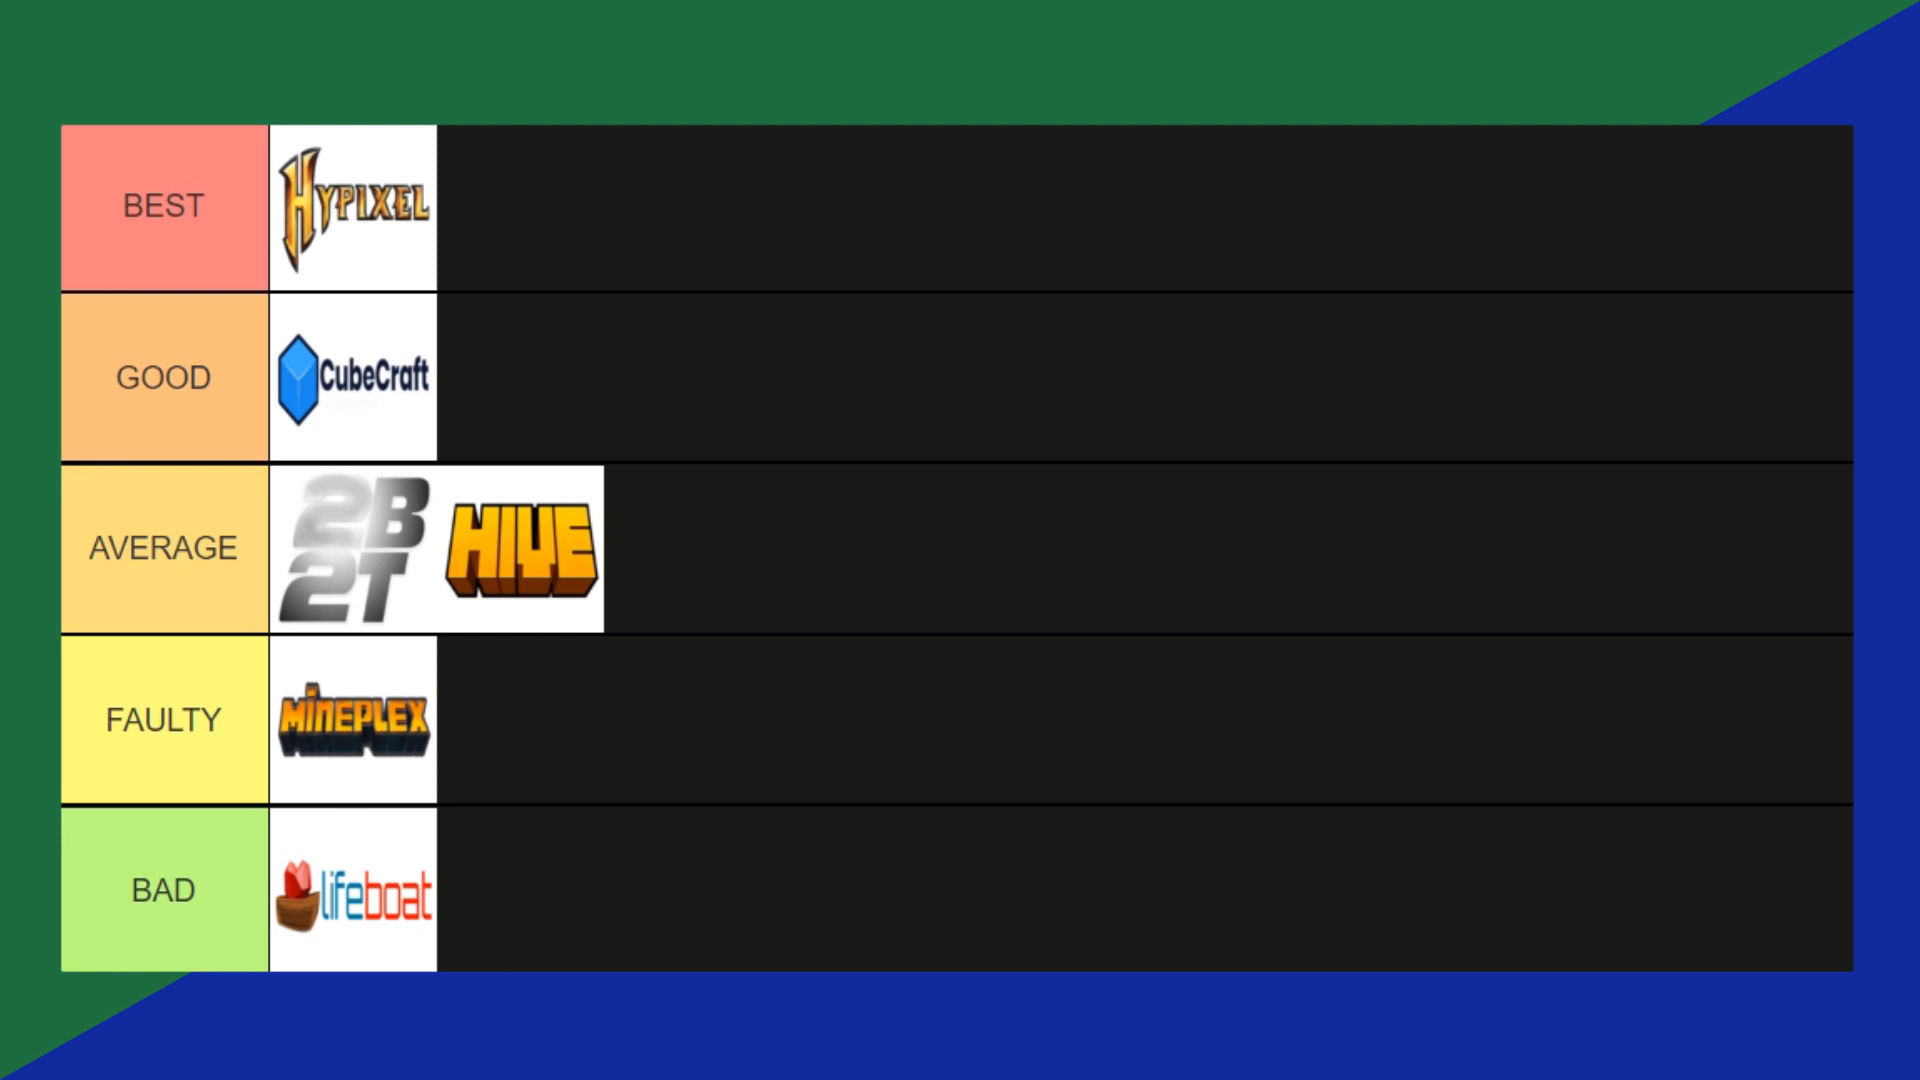 BEST
HYPIXEL
GOOD
CubeCraft
AVERAGE
2B
2T
HIVE
FAULTY
MINEPLEX
BAD
lifeboat